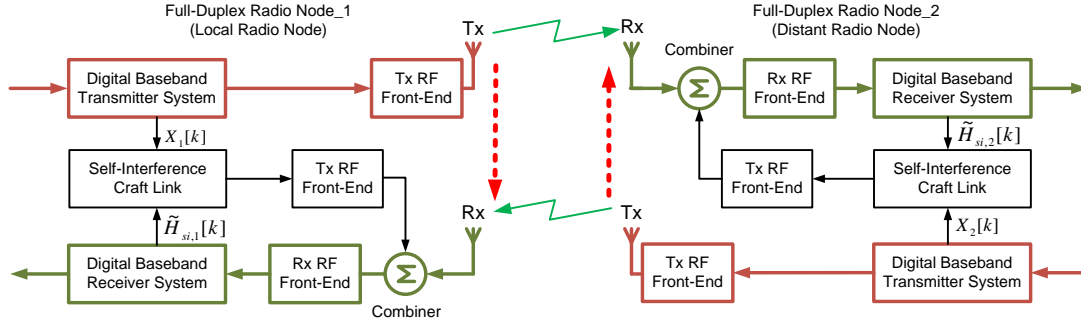 Full-Duplex Radio Node_1
(Local Radio Node)
Digital Baseband
Transmitter System
Tx RF
Front-End
Tx
X₁[k]
Self-Interference
Craft Link
Tx RF
Front-End
H̃si,1[k]
Rx
Digital Baseband
Receiver System
Rx RF
Front-End
Σ
Combiner
Full-Duplex Radio Node_2
(Distant Radio Node)
Rx
Combiner
Σ
Rx RF
Front-End
Digital Baseband
Receiver System
H̃si,2[k]
Tx RF
Front-End
Self-Interference
Craft Link
Tx
X₂[k]
Tx RF
Front-End
Digital Baseband
Transmitter System